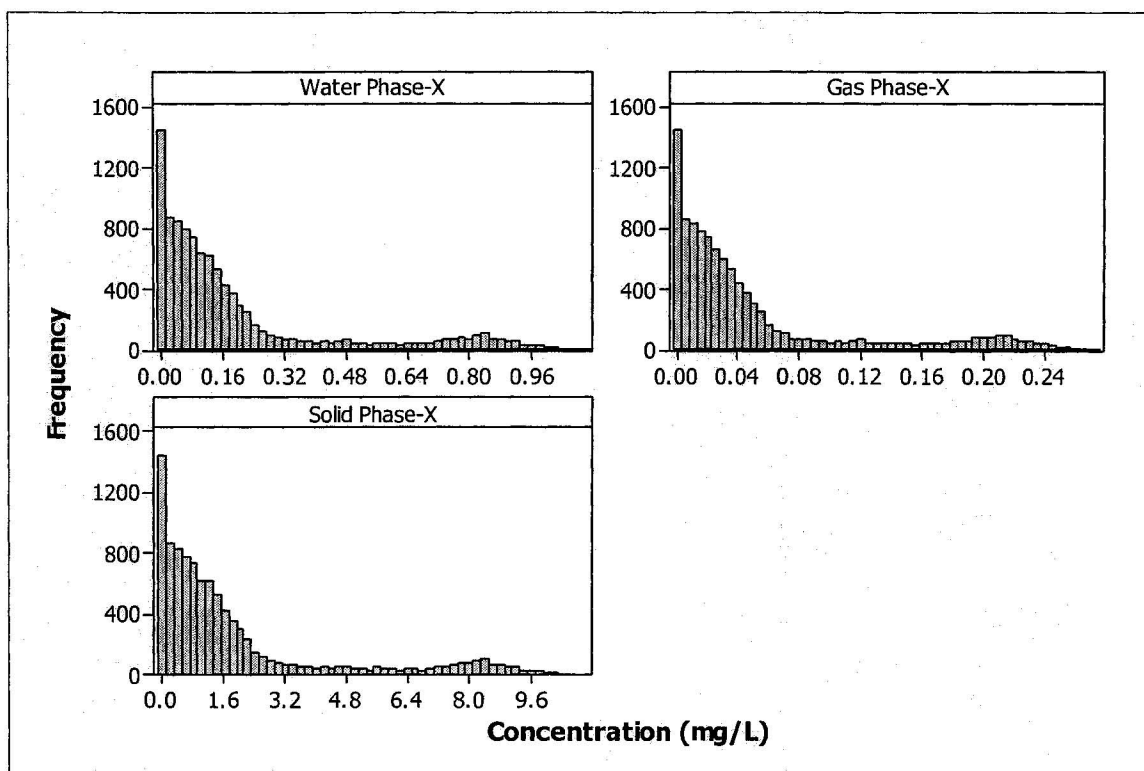 Water Phase-X
Gas Phase-X
1600
1200
800
400
0
0.00 0.16 0.32 0.48 0.64 0.80 0.96
1600
1200
800
400
0
0.00 0.04 0.08 0.12 0.16 0.20 0.24
Frequency
Solid Phase-X
1600
1200
800
400
0
0.0 1.6 3.2 4.8 6.4 8.0 9.6
Concentration (mg/L)